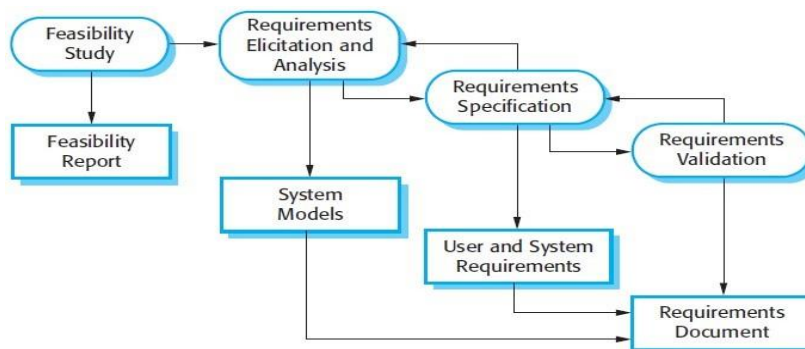 Feasibility
Study
Requirements
Elicitation and
Analysis
Requirements
Specification
Requirements
Validation
Feasibility
Report
System
Models
User and System
Requirements
Requirements
Document